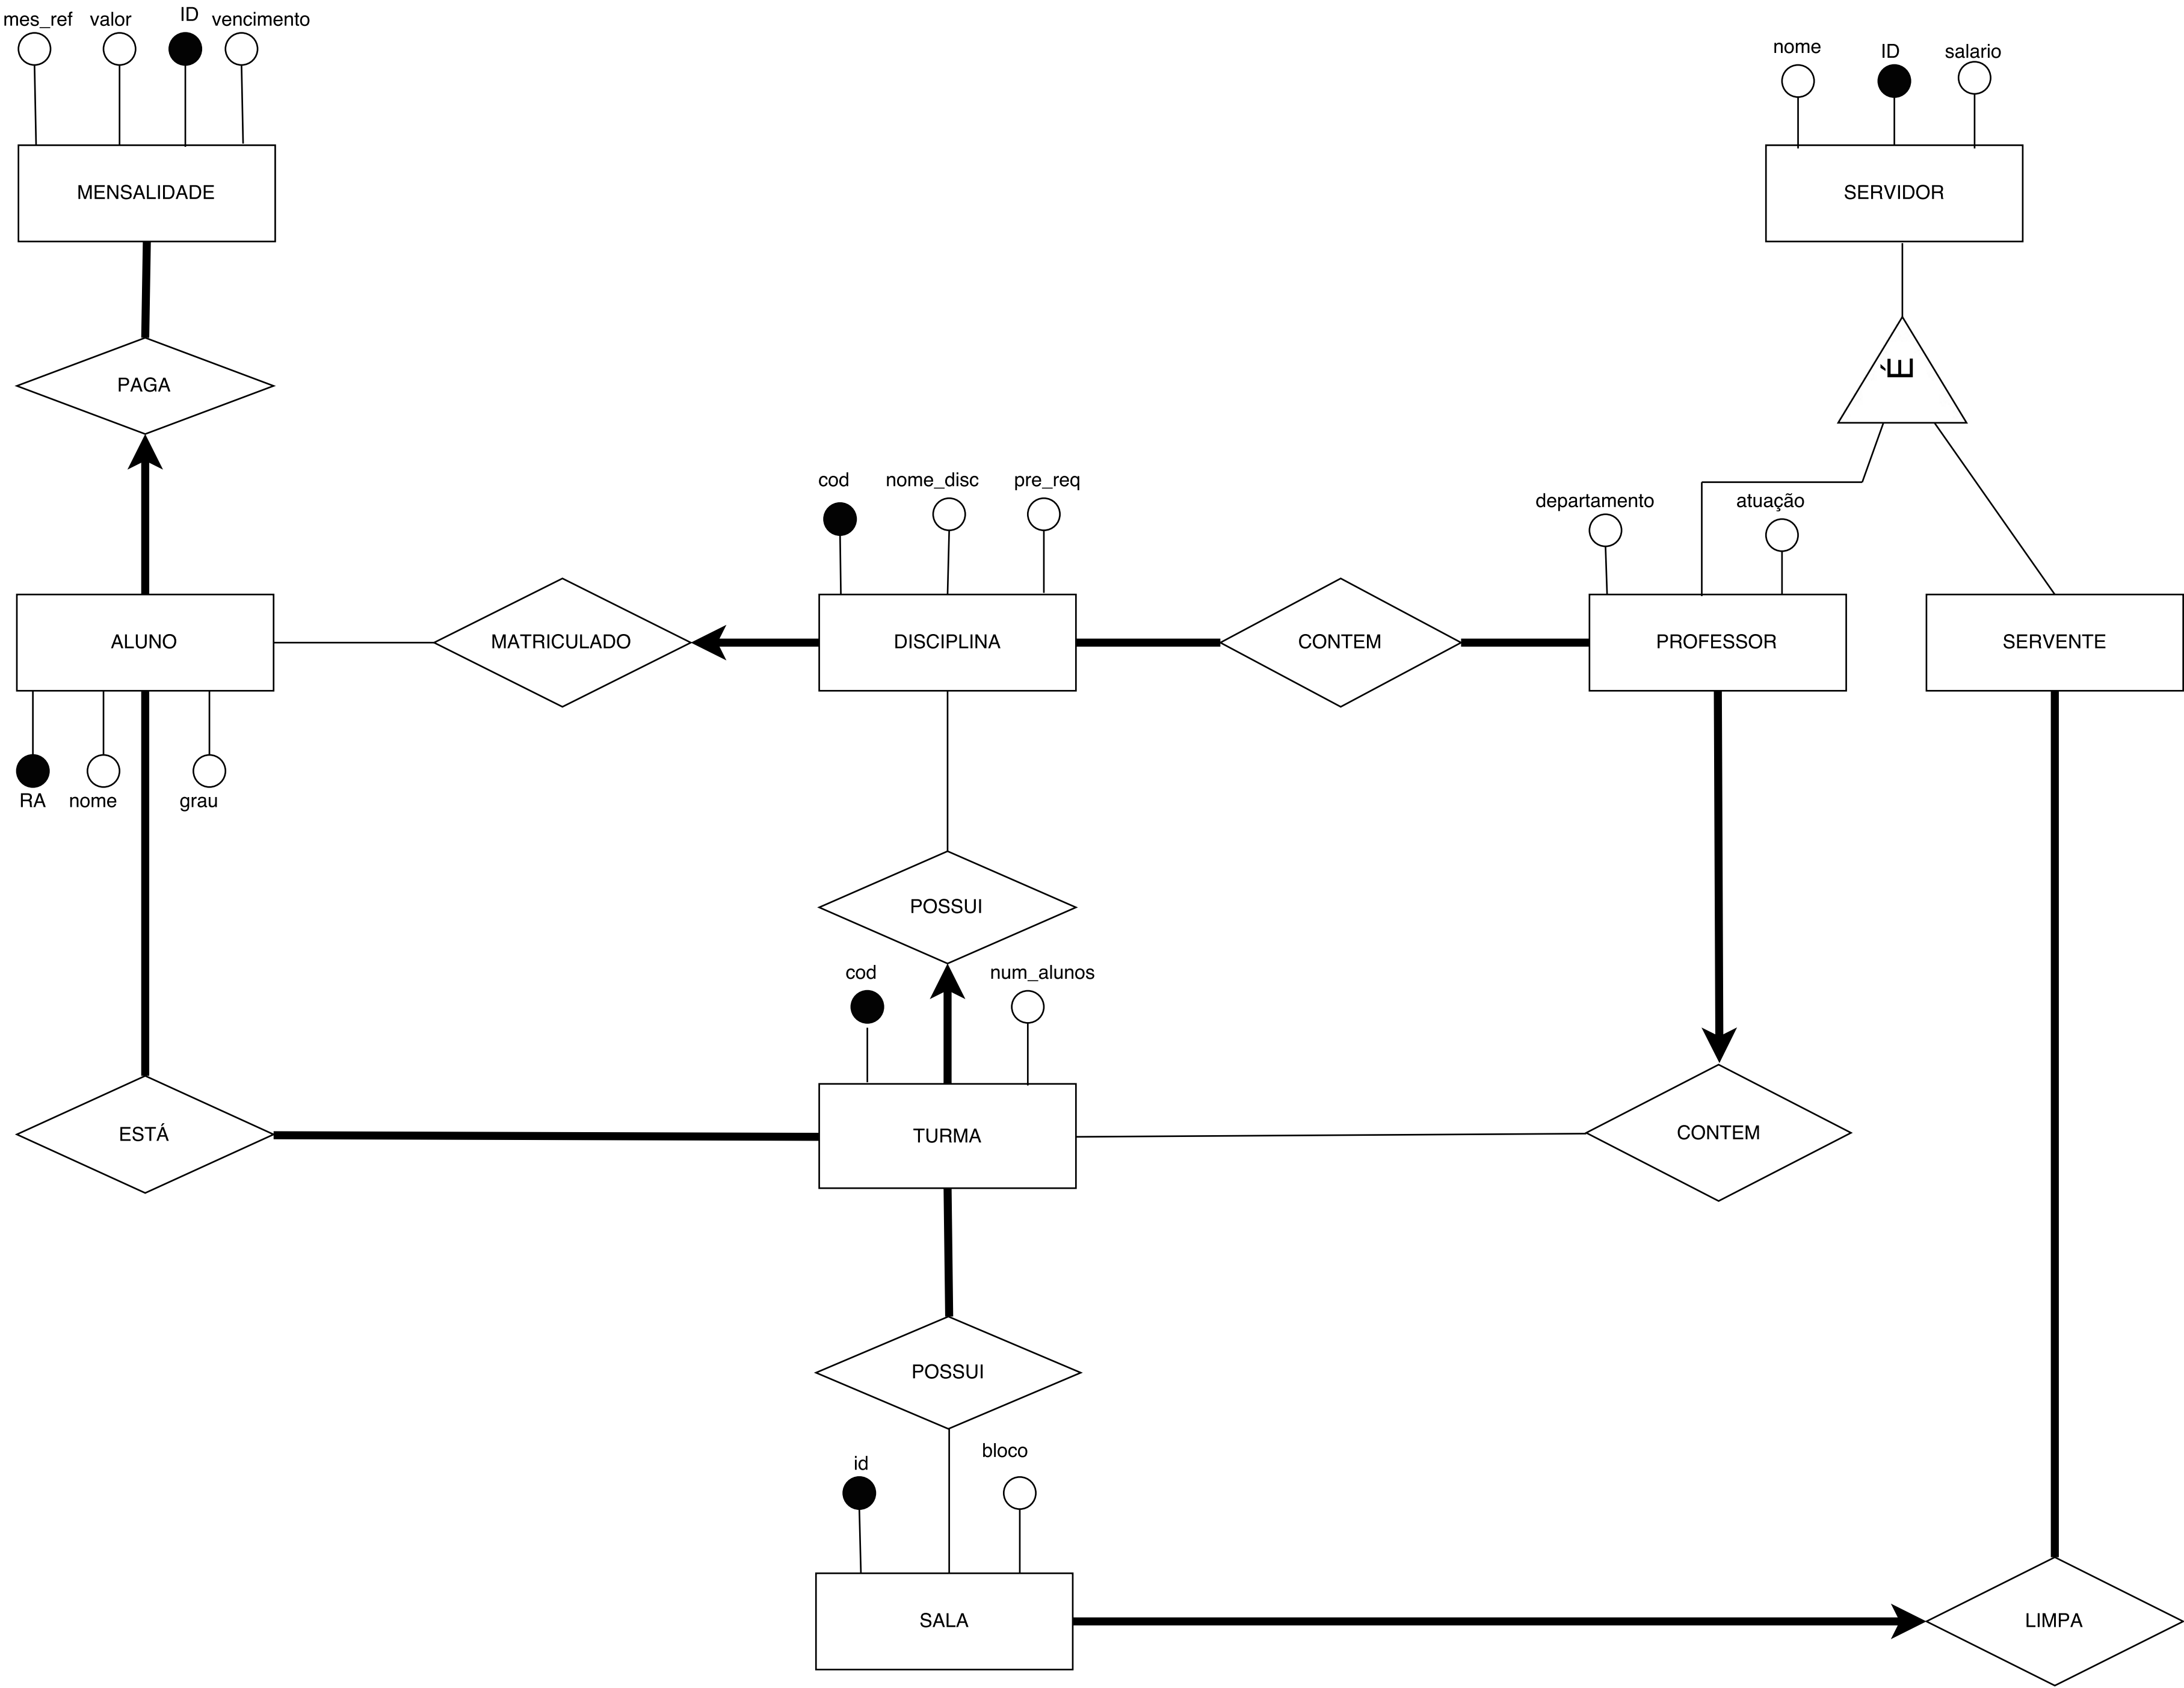 mes_ref
valor
ID
vencimento
nome
ID
salario
MENSALIDADE
SERVIDOR
É
PAGA
cod
nome_disc
pre_req
departamento
atuação
ALUNO
MATRICULADO
DISCIPLINA
CONTEM
PROFESSOR
SERVENTE
RA
nome
grau
POSSUI
cod
num_alunos
ESTÁ
TURMA
CONTEM
POSSUI
id
bloco
SALA
LIMPA